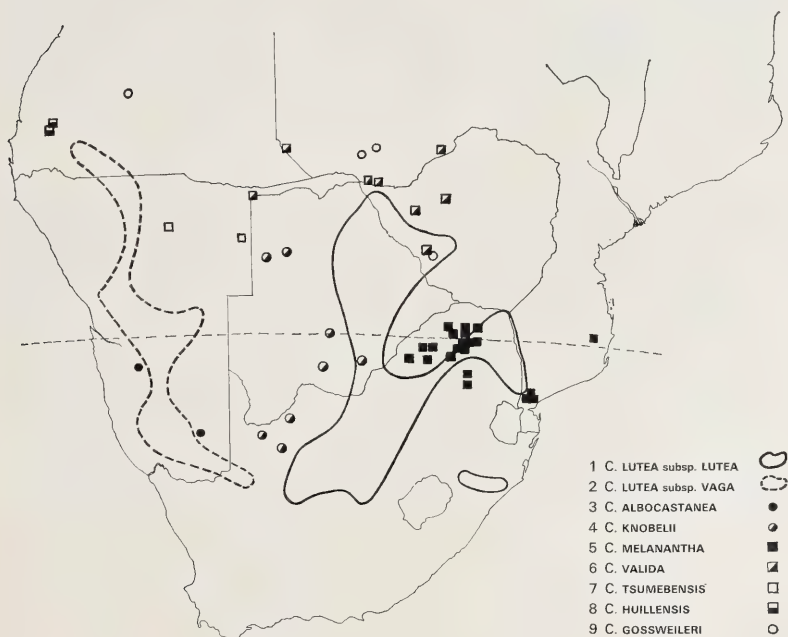 1 C. LUTEA subsp. LUTEA
2 C. LUTEA subsp. VAGA
3 C. ALBOCASTANEA
4 C. KNOBELII
5 C. MELANANTHA
6 C. VALIDA
7 C. TSUMEBENSIS
8 C. HUILLENSIS
9 C. GOSSWEILERI